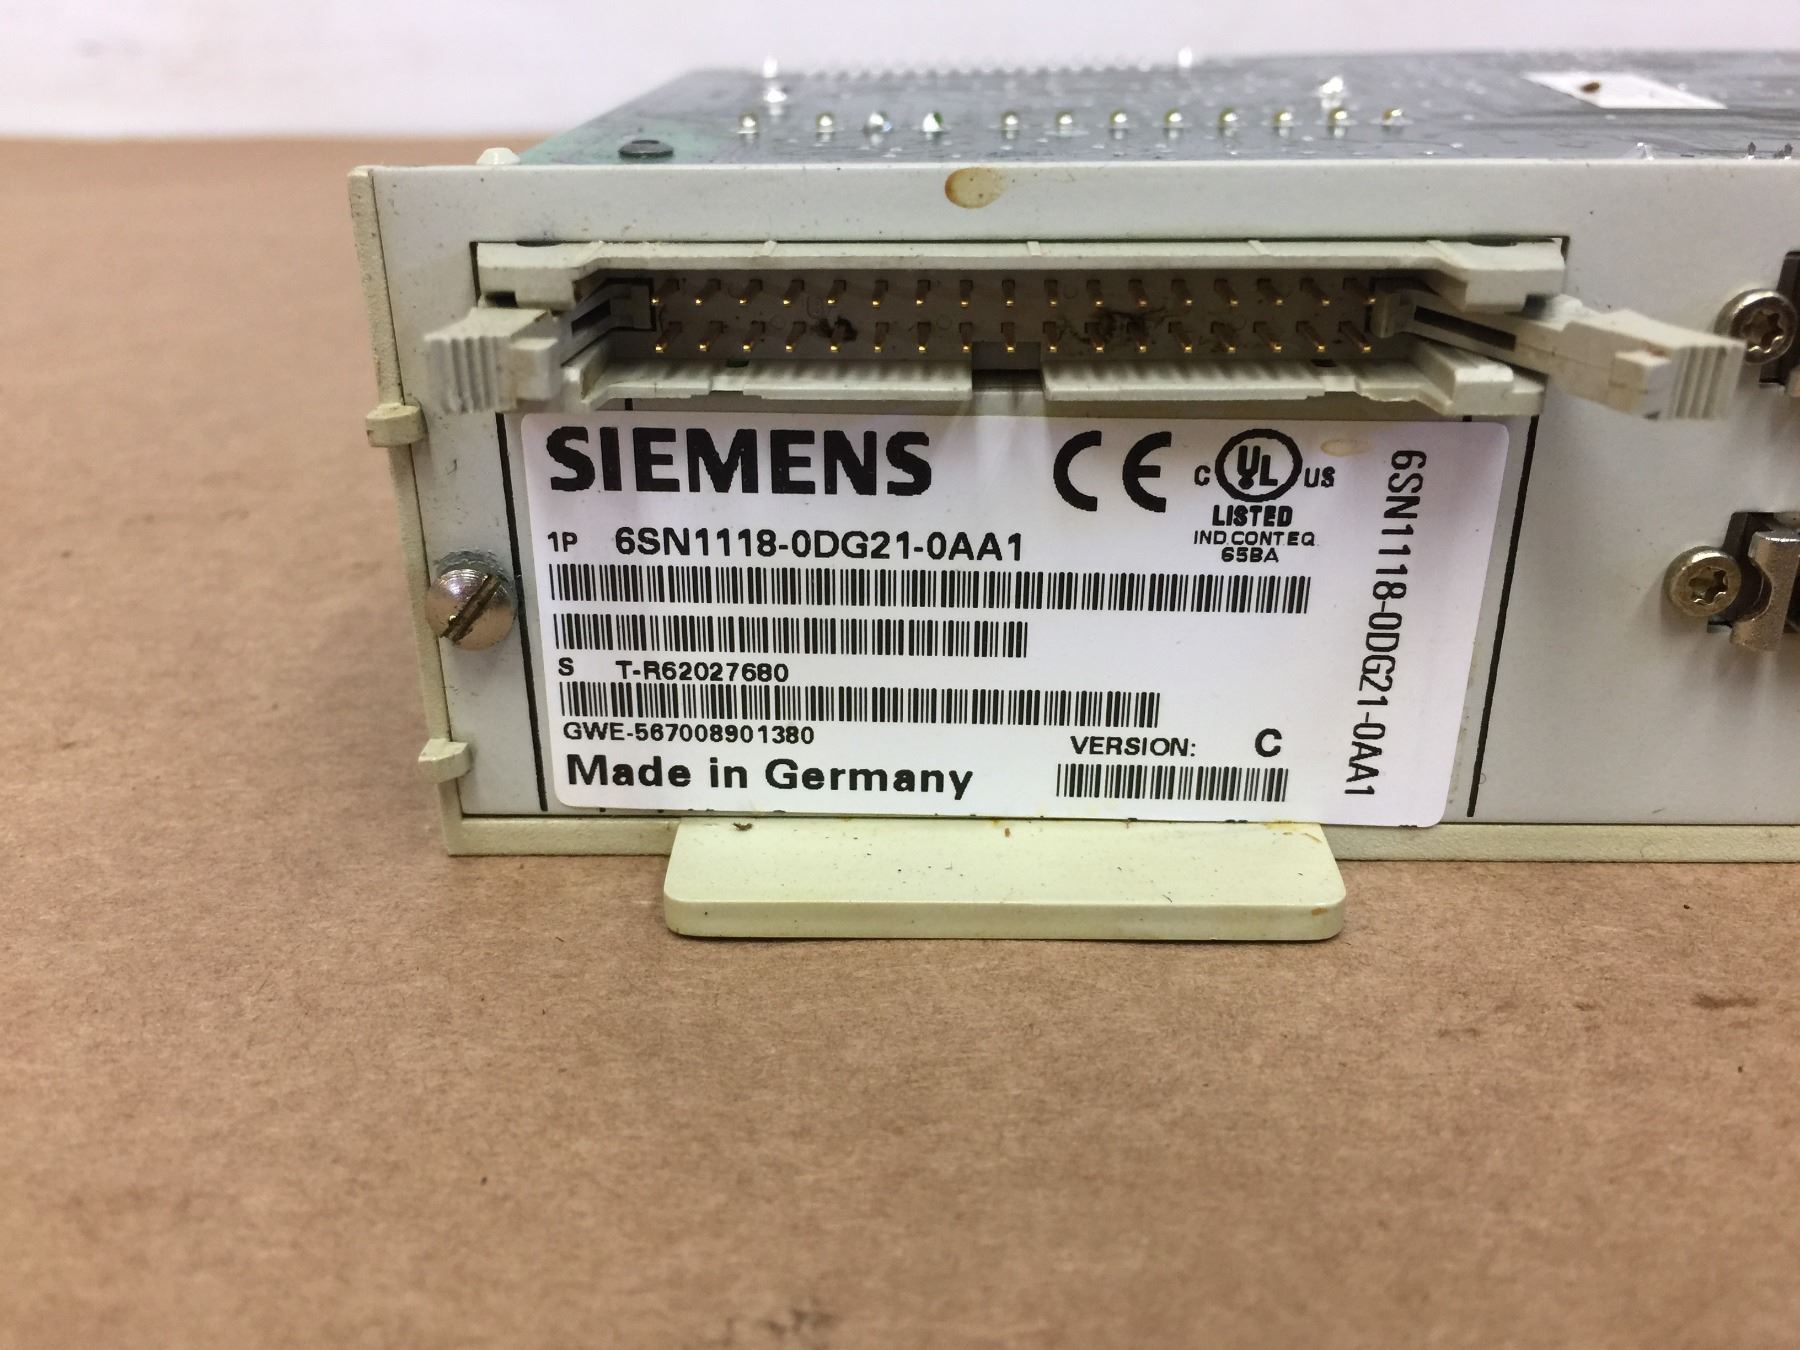 SIEMENS
CE
C UL US
LISTED
IND.CONT.EQ.
65BA
1P 6SN1118-0DG21-0AA1
S T-R62027680
GWE-567008901380
VERSION: C
Made in Germany
6SN1118-0DG21-0AA1